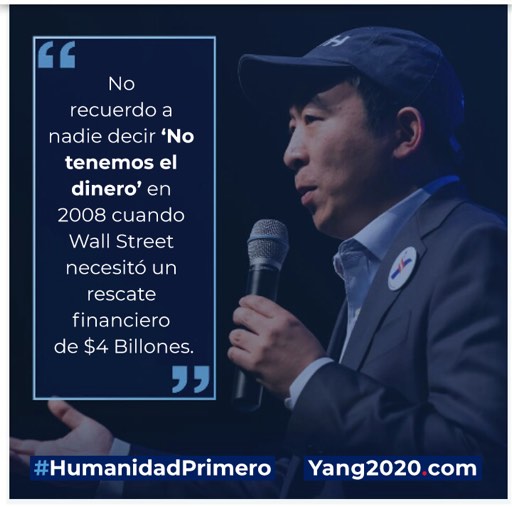 No
recuerdo a
nadie decir ‘No
tenemos el
dinero’ en
2008 cuando
Wall Street
necesitó un
rescate
financiero
de $4 Billones.
#HumanidadPrimero
Yang2020.com